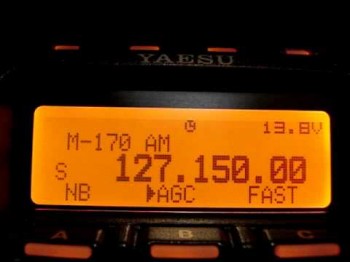 YAESU
13.8V
M-170 AM
S 127.150.00
NB AGC FAST
A B C